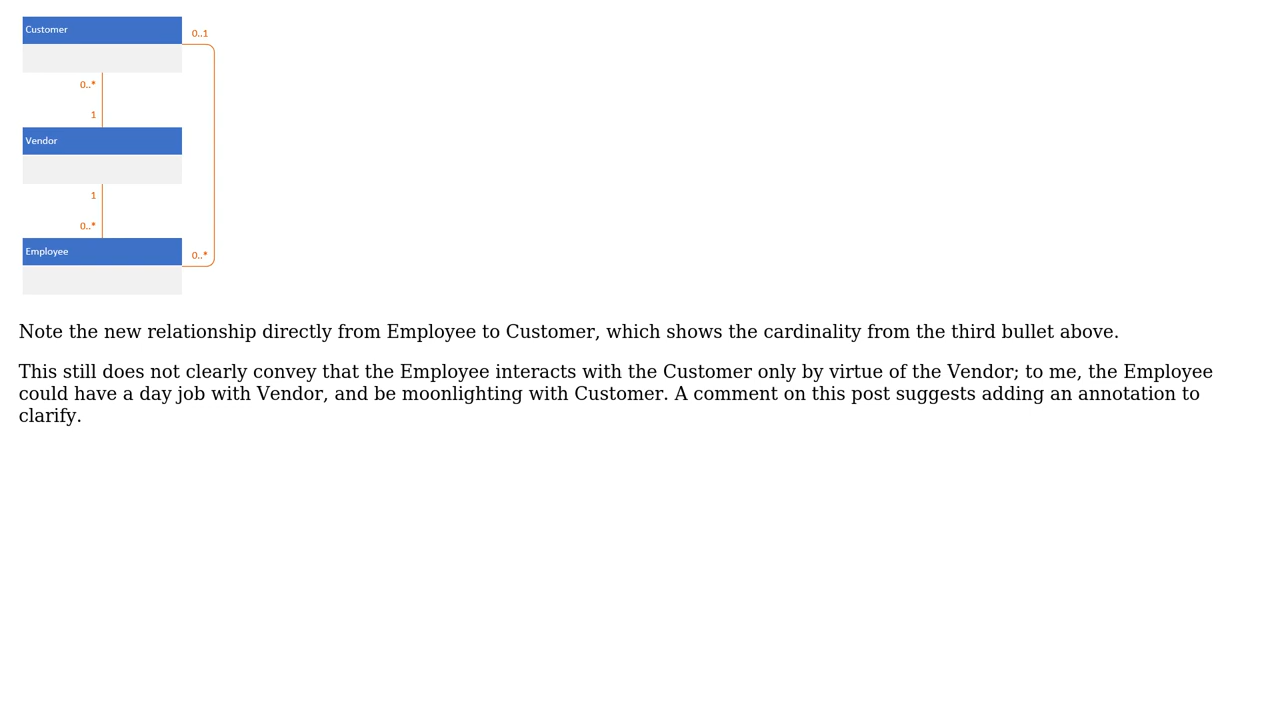 Customer
0..1
0..*
1
Vendor
1
0..*
Employee
0..*
Note the new relationship directly from Employee to Customer, which shows the cardinality from the third bullet above.
This still does not clearly convey that the Employee interacts with the Customer only by virtue of the Vendor; to me, the Employee
could have a day job with Vendor, and be moonlighting with Customer. A comment on this post suggests adding an annotation to
clarify.